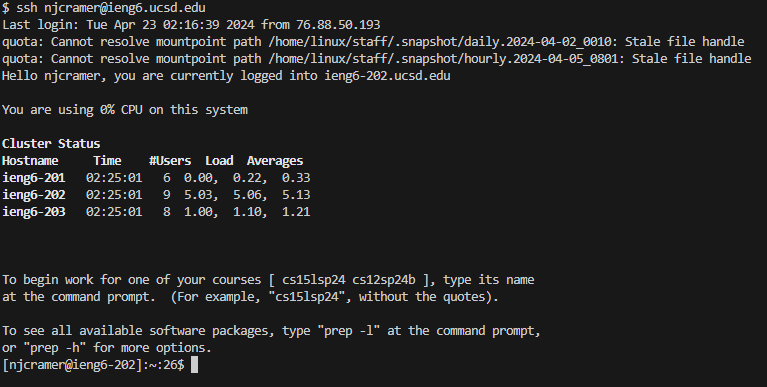 $ ssh njcramer@ieng6.ucsd.edu
Last login: Tue Apr 23 02:16:39 2024 from 76.88.50.193
quota: Cannot resolve mountpoint path /home/linux/staff/.snapshot/daily.2024-04-02_0010: Stale file handle
quota: Cannot resolve mountpoint path /home/linux/staff/.snapshot/hourly.2024-04-05_0801: Stale file handle
Hello njcramer, you are currently logged into ieng6-202.ucsd.edu

You are using 0% CPU on this system

Cluster Status
Hostname     Time    #Users  Load  Averages
ieng6-201   02:25:01   6  0.00,  0.22,  0.33
ieng6-202   02:25:01   9  5.03,  5.06,  5.13
ieng6-203   02:25:01   8  1.00,  1.10,  1.21

To begin work for one of your courses [ cs15lsp24 cs12sp24b ], type its name
at the command prompt.  (For example, "cs15lsp24", without the quotes).

To see all available software packages, type "prep -l" at the command prompt,
or "prep -h" for more options.
[njcramer@ieng6-202]:~:26$